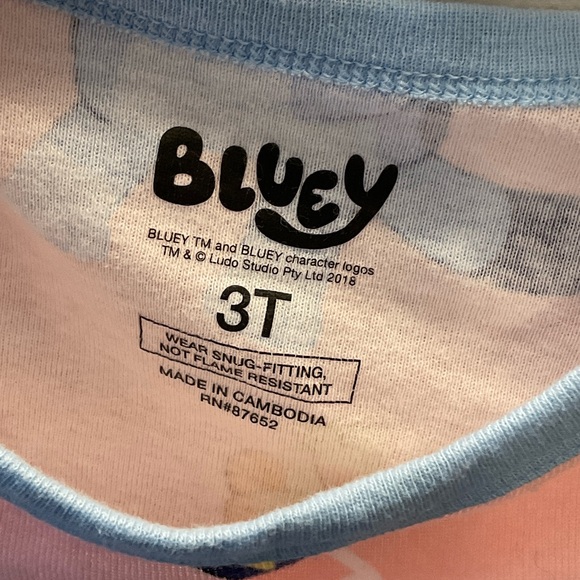 BLUEY
BLUEY TM and BLUEY character logos
TM & © Ludo Studio Pty Ltd 2018
3T
WEAR SNUG-FITTING,
NOT FLAME RESISTANT
MADE IN CAMBODIA
RN#87652